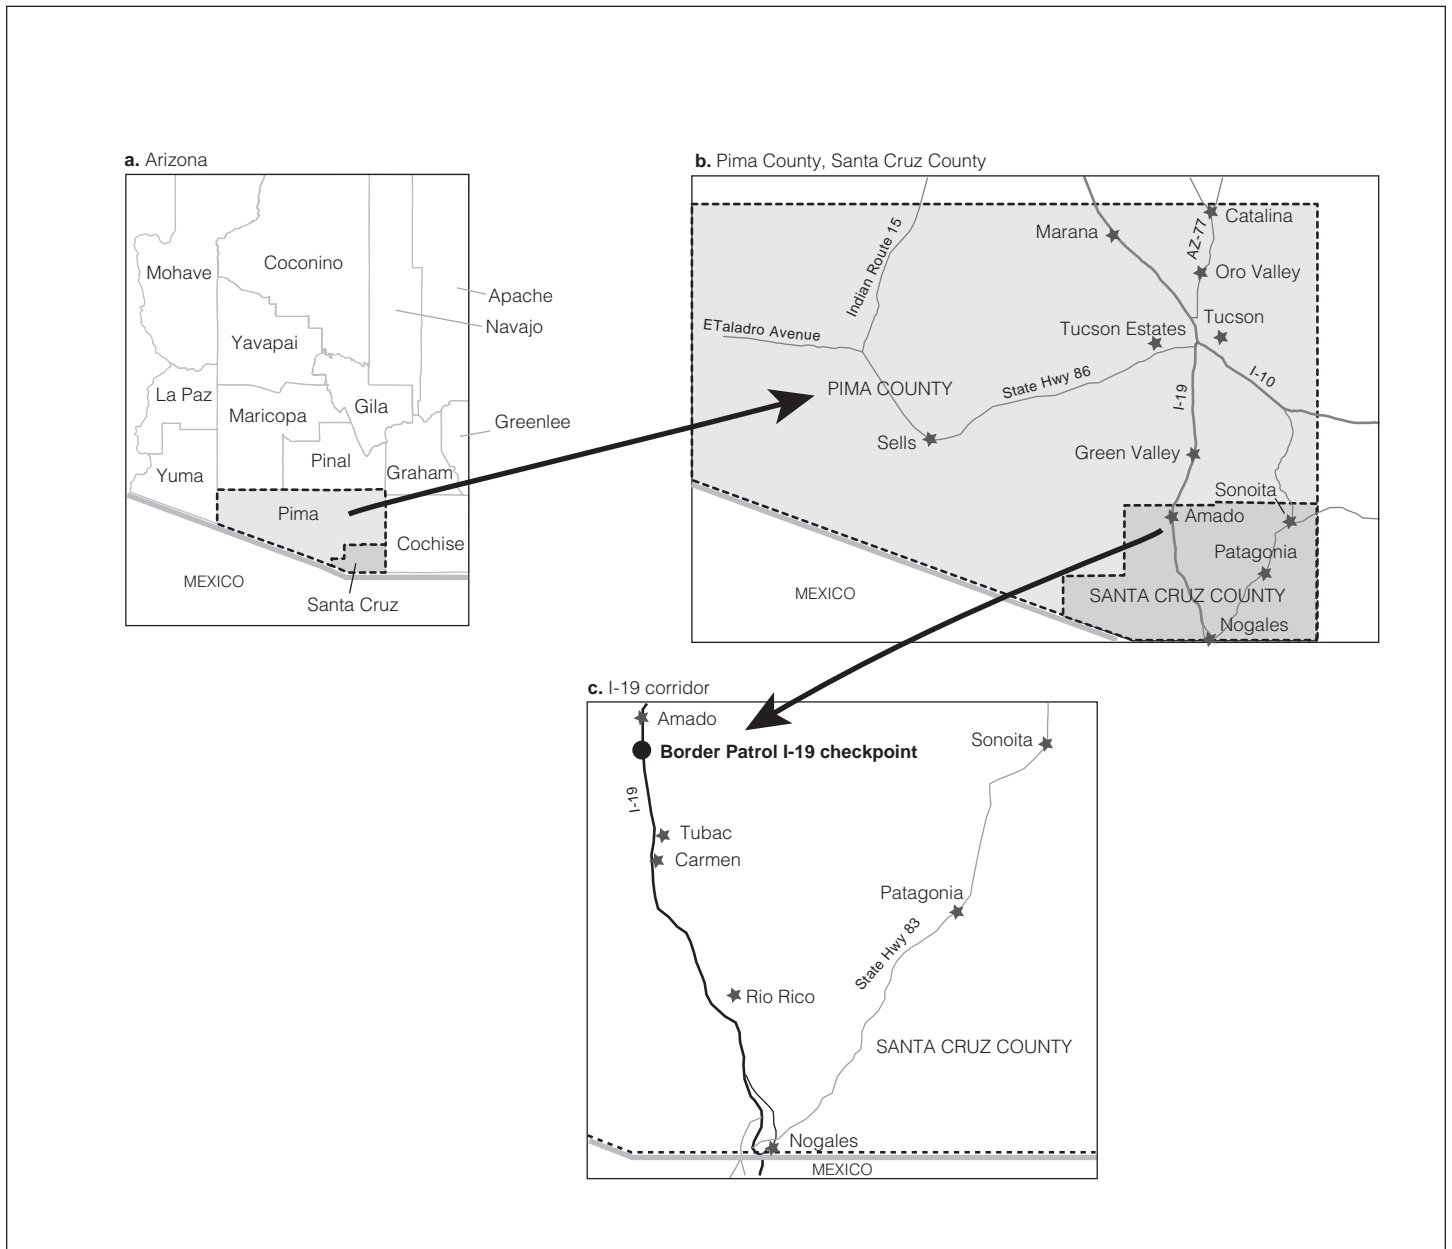 a. Arizona
Mohave
Coconino
Apache
Navajo
Yavapai
La Paz
Maricopa
Gila
Greenlee
Pinal
Graham
Yuma
Pima
Cochise
MEXICO
Santa Cruz
b. Pima County, Santa Cruz County
Catalina
Marana
AZ-77
Indian Route 15
Oro Valley
ETaladro Avenue
Tucson
Tucson Estates
I-10
State Hwy 86
PIMA COUNTY
I-19
Sells
Green Valley
Sonoita
Amado
Patagonia
MEXICO
SANTA CRUZ COUNTY
Nogales
c. I-19 corridor
Amado
Sonoita
Border Patrol I-19 checkpoint
I-19
Tubac
Carmen
Patagonia
State Hwy 83
Rio Rico
SANTA CRUZ COUNTY
Nogales
MEXICO